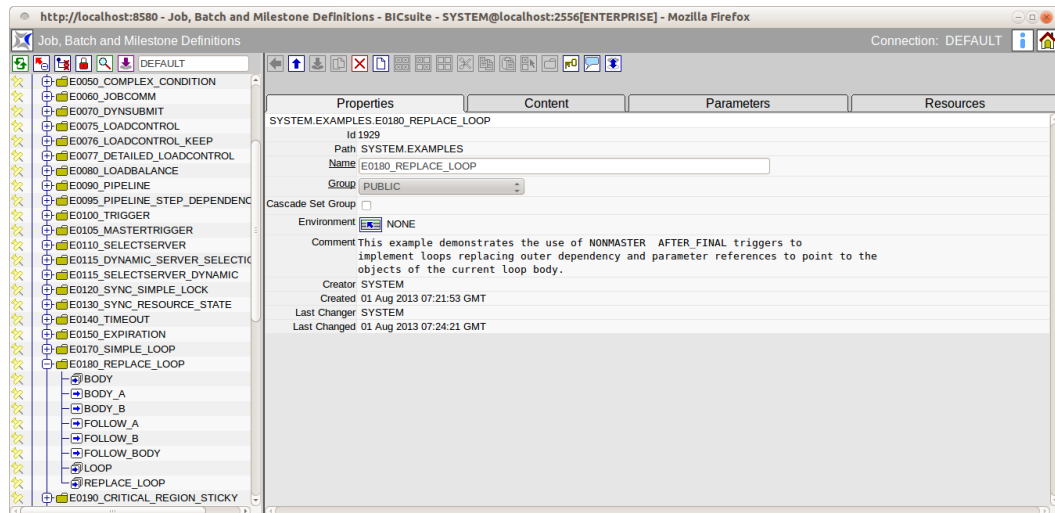 http://localhost:8580 - Job, Batch and Milestone Definitions - BICsuite - SYSTEM@localhost:2556[ENTERPRISE] - Mozilla Firefox
Job, Batch and Milestone Definitions
Connection: DEFAULT
DEFAULT
E0050_COMPLEX_CONDITION
E0060_JOBCOMM
E0070_DYNSUBMIT
E0075_LOADCONTROL
E0076_LOADCONTROL_KEEP
E0077_DETAILED_LOADCONTROL
E0080_LOADBALANCE
E0090_PIPELINE
E0095_PIPELINE_STEP_DEPENDENC
E0100_TRIGGER
E0105_MASTERTRIGGER
E0110_SELECTSERVER
E0115_DYNAMIC_SERVER_SELECTIO
E0115_SELECTSERVER_DYNAMIC
E0120_SYNC_SIMPLE_LOCK
E0130_SYNC_RESOURCE_STATE
E0140_TIMEOUT
E0150_EXPIRATION
E0170_SIMPLE_LOOP
E0180_REPLACE_LOOP
BODY
BODY_A
BODY_B
FOLLOW_A
FOLLOW_B
FOLLOW_BODY
LOOP
REPLACE_LOOP
E0190_CRITICAL_REGION_STICKY
Properties Content Parameters Resources
SYSTEM.EXAMPLES.E0180_REPLACE_LOOP
Id 1929
Path SYSTEM.EXAMPLES
Name E0180_REPLACE_LOOP
Group PUBLIC
Cascade Set Group
Environment NONE
Comment This example demonstrates the use of NONMASTER  AFTER_FINAL triggers to
implement loops replacing outer dependency and parameter references to point to the
objects of the current loop body.
Creator SYSTEM
Created 01 Aug 2013 07:21:53 GMT
Last Changer SYSTEM
Last Changed 01 Aug 2013 07:24:21 GMT